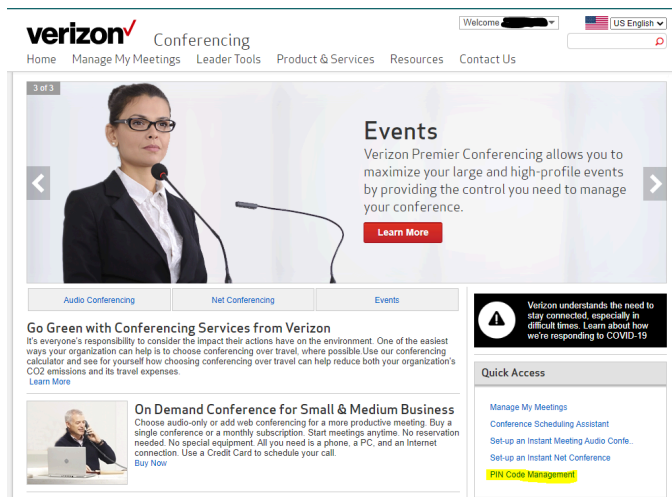 verizon✓ Conferencing
Welcome
US English
Home Manage My Meetings Leader Tools Product & Services Resources Contact Us
3 of 3
Events
Verizon Premier Conferencing allows you to
maximize your large and high-profile events
by providing the control you need to manage
your conference.
Learn More
Audio Conferencing Net Conferencing Events
Go Green with Conferencing Services from Verizon
It's everyone's responsibility to consider the impact their actions have on the environment. One of the easiest
ways your organization can help is to choose conferencing over travel, where possible.Use our conferencing
calculator and see for yourself how choosing conferencing over travel can help reduce both your organization's
CO2 emissions and its travel expenses.
Learn More
On Demand Conference for Small & Medium Business
Choose audio-only or add web conferencing for a more productive meeting. Buy a
single conference or a monthly subscription. Start meetings anytime. No reservation
needed. No special equipment. All you need is a phone, a PC, and an Internet
connection. Use a Credit Card to schedule your call.
Buy Now
Verizon understands the need to
stay connected, especially in
difficult times. Learn about how
we're responding to COVID-19
Quick Access
Manage My Meetings
Conference Scheduling Assistant
Set-up an Instant Meeting Audio Confe..
Set-up an Instant Net Conference
PIN Code Management